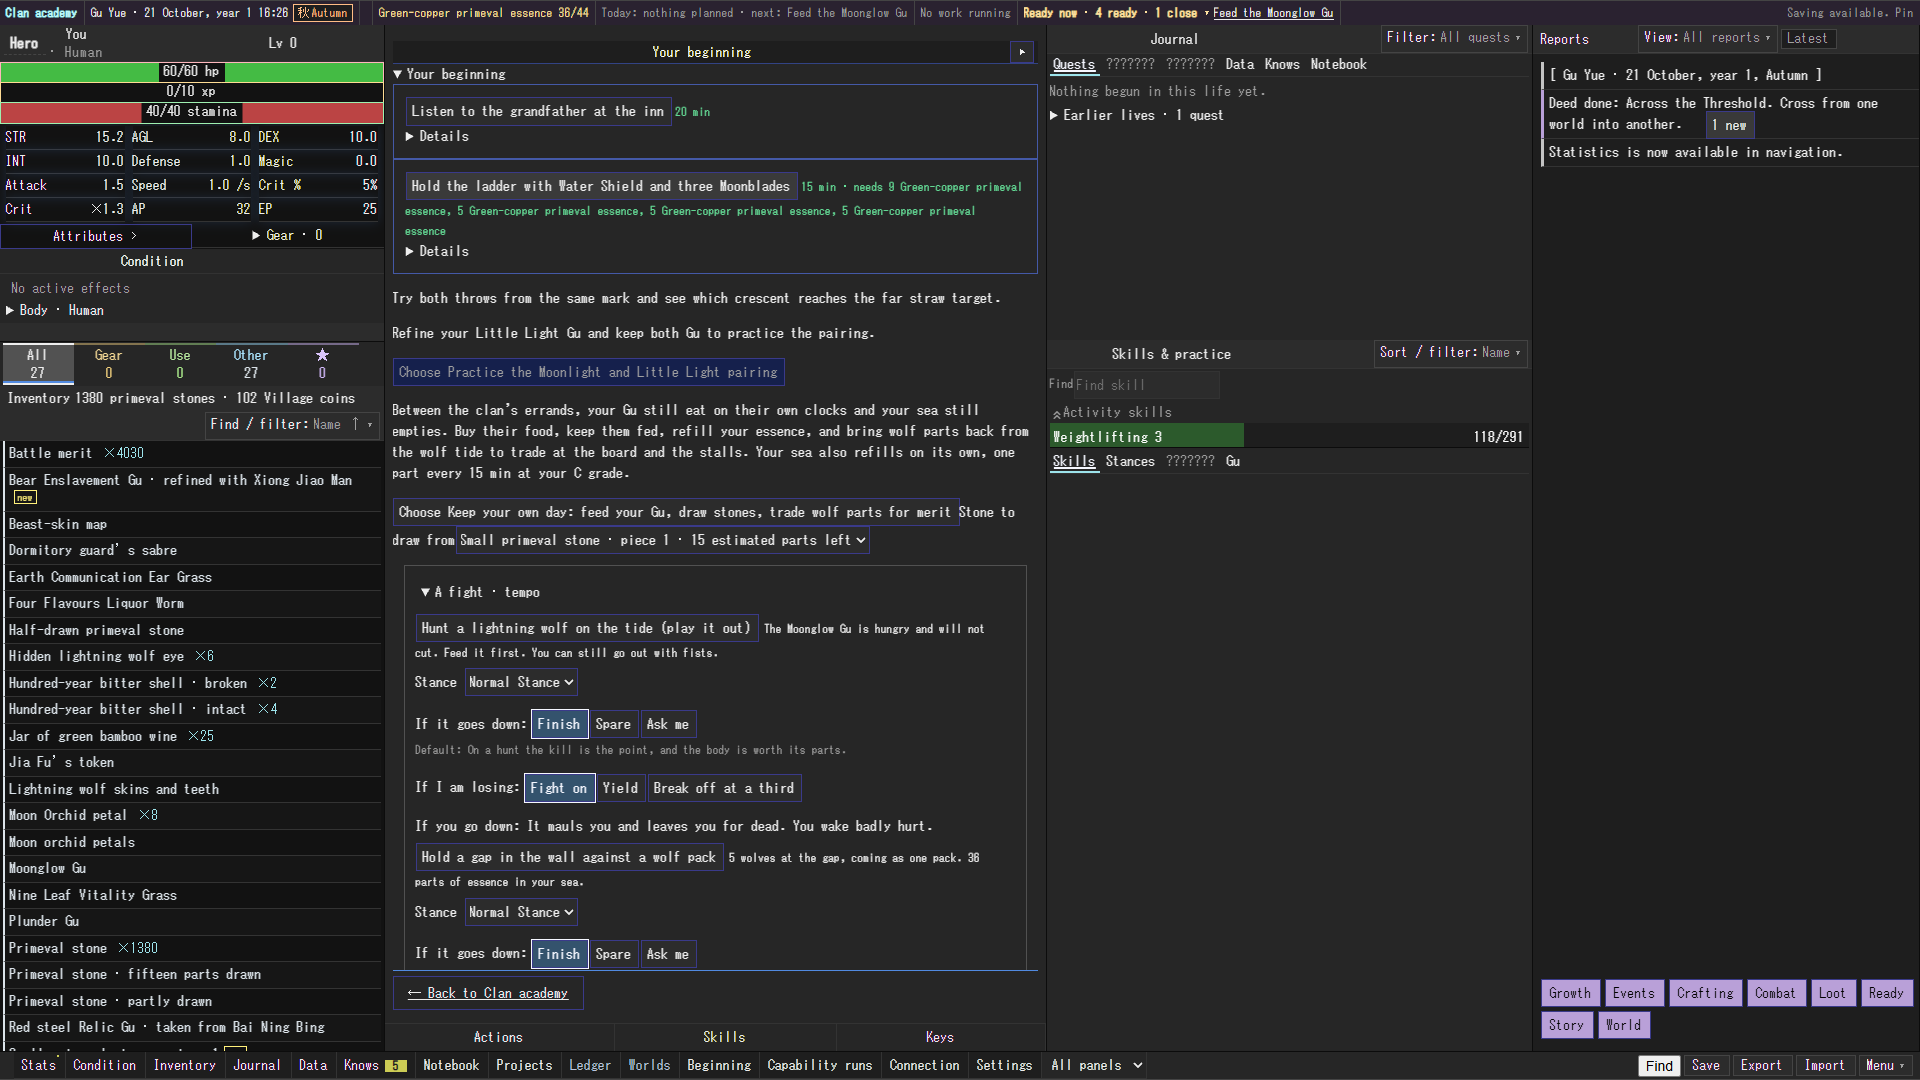 Clan academy Gu Yue · 21 October, year 1 16:26 秋Autumn Green-copper primeval essence 36/44 Today: nothing planned · next: Feed the Moonglow Gu No work running Ready now · 4 ready · 1 close · Feed the Moonglow Gu Saving available. Pin
Hero · You Human Lv 0
60/60 hp
0/10 xp
40/40 stamina
STR 15.2 AGL 8.0 DEX 10.0
INT 10.0 Defense 1.0 Magic 0.0
Attack 1.5 Speed 1.0 /s Crit % 5%
Crit ×1.3 AP 32 EP 25
Attributes > ▶ Gear · 0
Condition
No active effects
▶ Body · Human
All Gear Use Other ★
27 0 0 27 0
Inventory 1380 primeval stones · 102 Village coins
Find / filter: Name ↑ ▾
Battle merit ×4030
Bear Enslavement Gu · refined with Xiong Jiao Man
new
Beast-skin map
Dormitory guard's sabre
Earth Communication Ear Grass
Four Flavours Liquor Worm
Half-drawn primeval stone
Hidden lightning wolf eye ×6
Hundred-year bitter shell · broken ×2
Hundred-year bitter shell · intact ×4
Jar of green bamboo wine ×25
Jia Fu's token
Lightning wolf skins and teeth
Moon Orchid petal ×8
Moon orchid petals
Moonglow Gu
Nine Leaf Vitality Grass
Plunder Gu
Primeval stone ×1380
Primeval stone · fifteen parts drawn
Primeval stone · partly drawn
Red steel Relic Gu · taken from Bai Ning Bing
Your beginning ▸
▼ Your beginning
Listen to the grandfather at the inn 20 min
▶ Details
Hold the ladder with Water Shield and three Moonblades 15 min · needs 9 Green-copper primeval
essence, 5 Green-copper primeval essence, 5 Green-copper primeval essence, 5 Green-copper primeval
essence
▶ Details
Try both throws from the same mark and see which crescent reaches the far straw target.
Refine your Little Light Gu and keep both Gu to practice the pairing.
Choose Practice the Moonlight and Little Light pairing
Between the clan's errands, your Gu still eat on their own clocks and your sea still
empties. Buy their food, keep them fed, refill your essence, and bring wolf parts back from
the wolf tide to trade at the board and the stalls. Your sea also refills on its own, one
part every 15 min at your C grade.
Choose Keep your own day: feed your Gu, draw stones, trade wolf parts for merit Stone to
draw from Small primeval stone · piece 1 · 15 estimated parts left
▼ A fight · tempo
Hunt a lightning wolf on the tide (play it out) The Moonglow Gu is hungry and will not
cut. Feed it first. You can still go out with fists.
Stance Normal Stance
If it goes down: Finish Spare Ask me
Default: On a hunt the kill is the point, and the body is worth its parts.
If I am losing: Fight on Yield Break off at a third
If you go down: It mauls you and leaves you for dead. You wake badly hurt.
Hold a gap in the wall against a wolf pack 5 wolves at the gap, coming as one pack. 36
parts of essence in your sea.
Stance Normal Stance
If it goes down: Finish Spare Ask me
← Back to Clan academy
Actions Skills Keys
Journal Filter: All quests ▾
Quests ??????? ??????? Data Knows Notebook
Nothing begun in this life yet.
▶ Earlier lives · 1 quest
Skills & practice Sort / filter: Name ▾
Find Find skill
Activity skills
Weightlifting 3 118/291
Skills Stances ??????? Gu
Reports View: All reports ▾ Latest
[ Gu Yue · 21 October, year 1, Autumn ]
Deed done: Across the Threshold. Cross from one
world into another. 1 new
Statistics is now available in navigation.
Growth Events Crafting Combat Loot Ready
Story World
Stats Condition Inventory Journal Data Knows 5 Notebook Projects Ledger Worlds Beginning Capability runs Connection Settings All panels Find Save Export Import Menu ▾